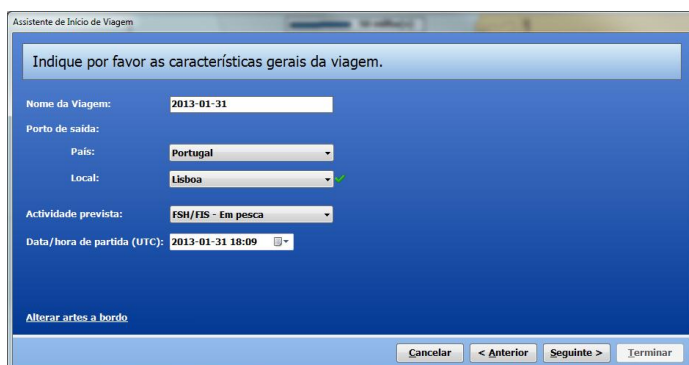 Assistente de Início de Viagem
Indique por favor as características gerais da viagem.
Nome da Viagem: 2013-01-31
Porto de saída:
País: Portugal
Local: Lisboa
Actividade prevista: FSH/FIS - Em pesca
Data/hora de partida (UTC): 2013-01-31 18:09
Alterar artes a bordo
Cancelar < Anterior Seguinte > Terminar